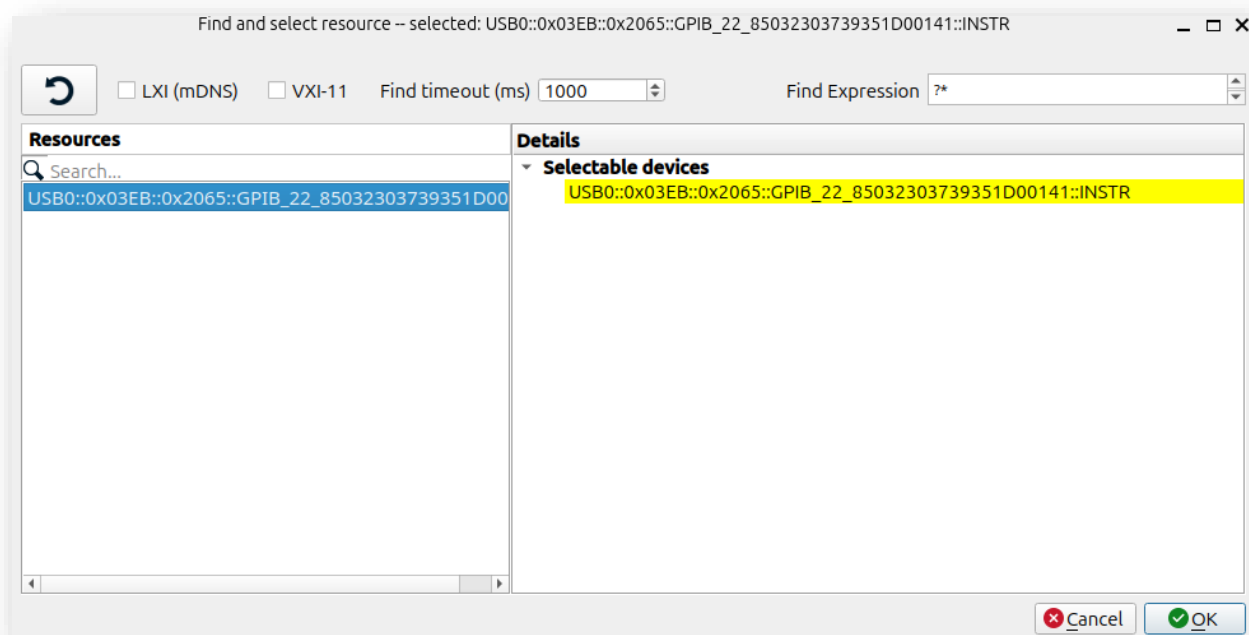 Find and select resource -- selected: USB0::0x03EB::0x2065::GPIB_22_85032303739351D00141::INSTR
LXI (mDNS) VXI-11 Find timeout (ms) 1000 Find Expression ?*
Resources Details
Search... Selectable devices
USB0::0x03EB::0x2065::GPIB_22_85032303739351D00 USB0::0x03EB::0x2065::GPIB_22_85032303739351D00141::INSTR
Cancel OK